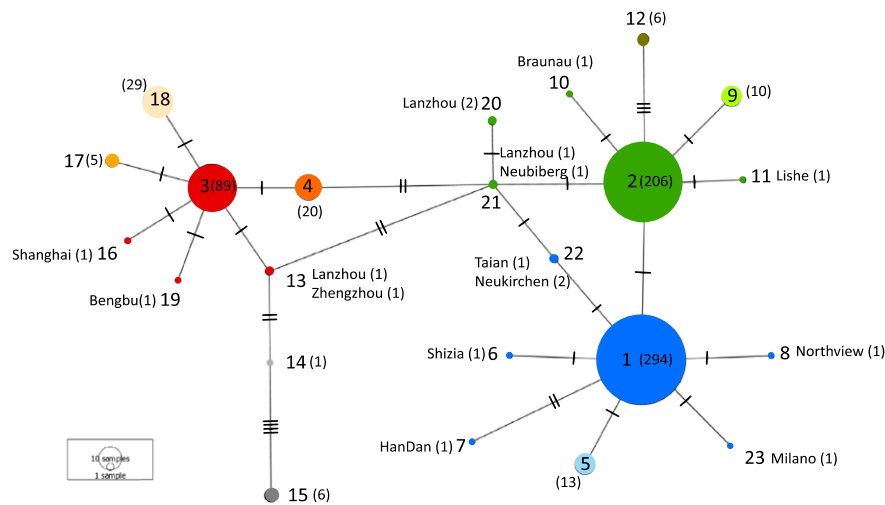 12 (6)
Braunau (1)
10
(29)
18
9 (10)
Lanzhou (2) 20
17(5)
Lanzhou (1)
Neubiberg (1)
3(89)
4
2(206)
11 Lishe (1)
(20)
21
Shanghai (1) 16
Taian (1) 22
Neukirchen (2)
13 Lanzhou (1)
Zhengzhou (1)
Bengbu(1) 19
14 (1)
Shizia (1) 6
1 (294)
8 Northview (1)
HanDan (1) 7
23 Milano (1)
5
(13)
10 samples
1 sample
15 (6)